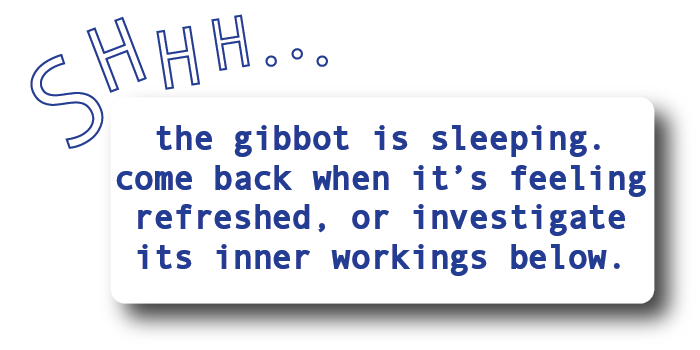 SHHH...
the gibbot is sleeping.
come back when it's feeling
refreshed, or investigate
its inner workings below.